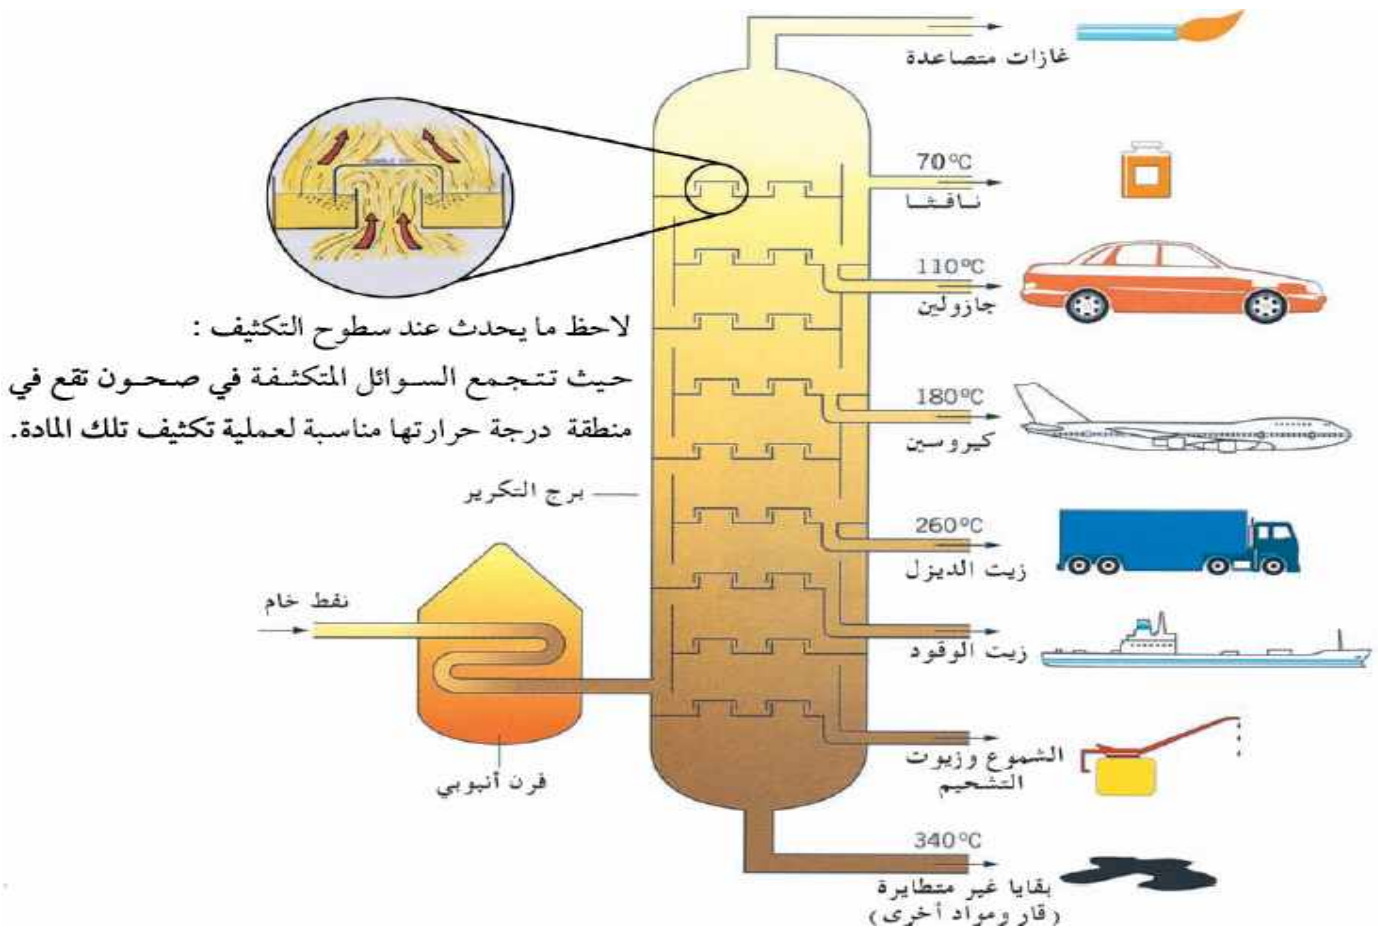 غازات متصاعدة
70°C
نافثا
110°C
جازولين
لاحظ ما يحدث عند سطوح التكثيف :
حيث تتجمع السوائل المتكثفة في صحون تقع في
منطقة درجة حرارتها مناسبة لعملية تكثيف تلك المادة.
180°C
كيروسين
برج التكرير
260°C
زيت الديزل
نفط خام
زيت الوقود
فرن أنبوبي
الشموع وزيوت
التشحيم
340°C
بقايا غير متطايرة
(قار ومواد أخرى)